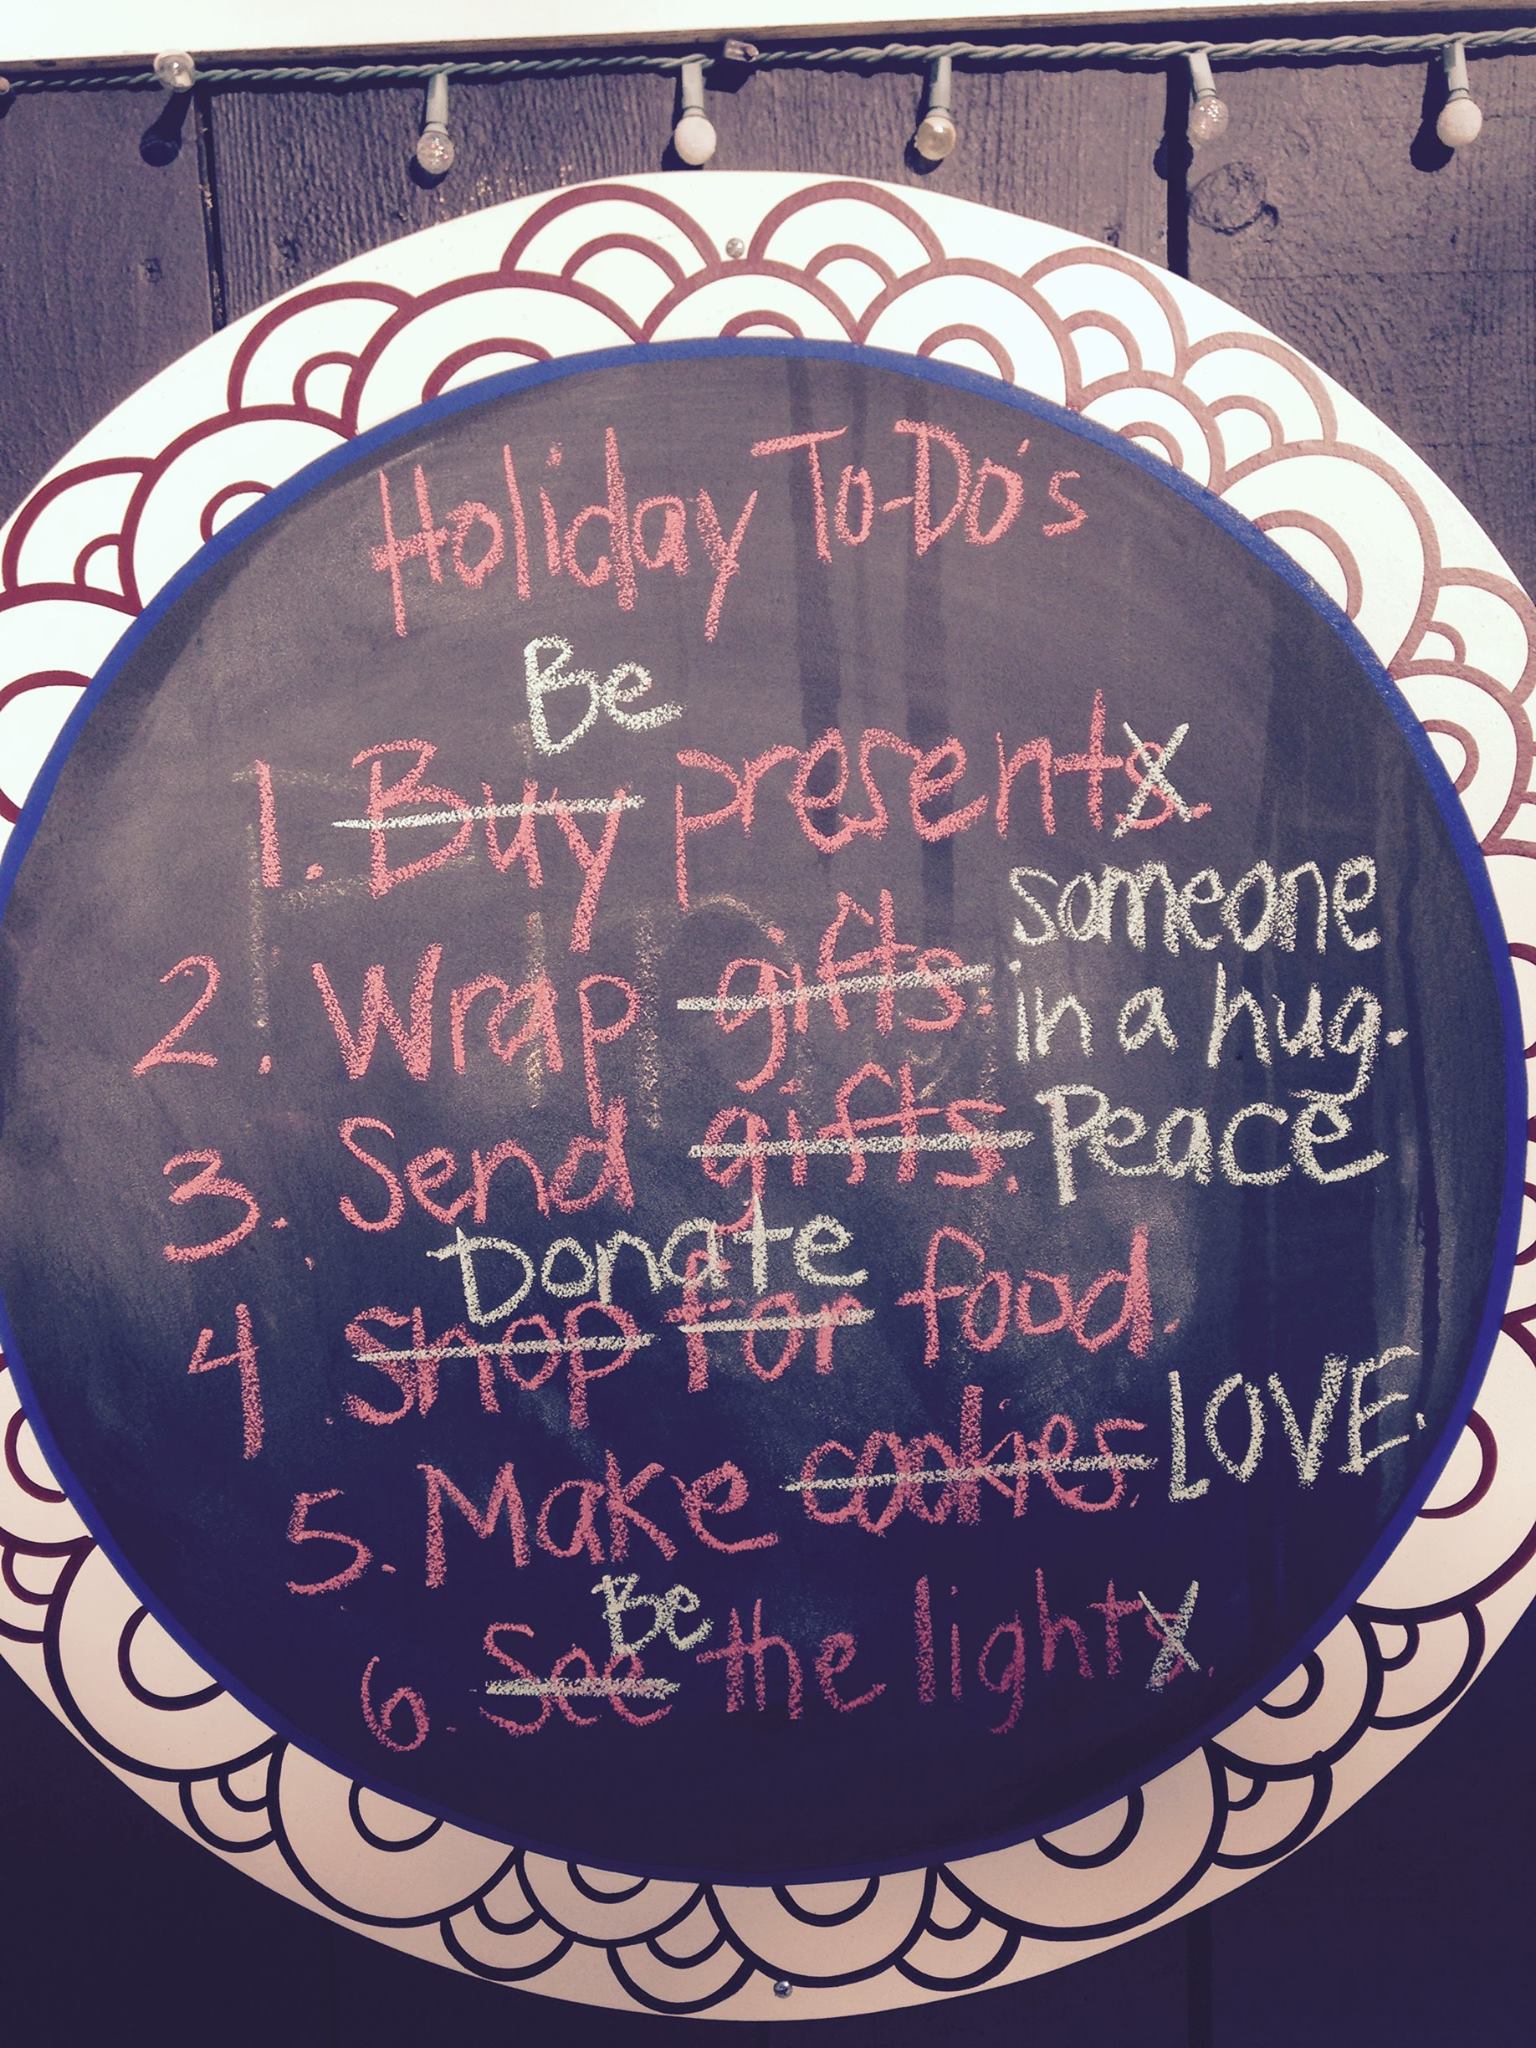 Holiday To-Do's
Be
1. Buy presents.
someone
2. Wrap gifts. in a hug.
3. Send gifts. Peace
Donate
4. Shop for food.
5. Make cookies. LOVE.
Be
6. See the lights.